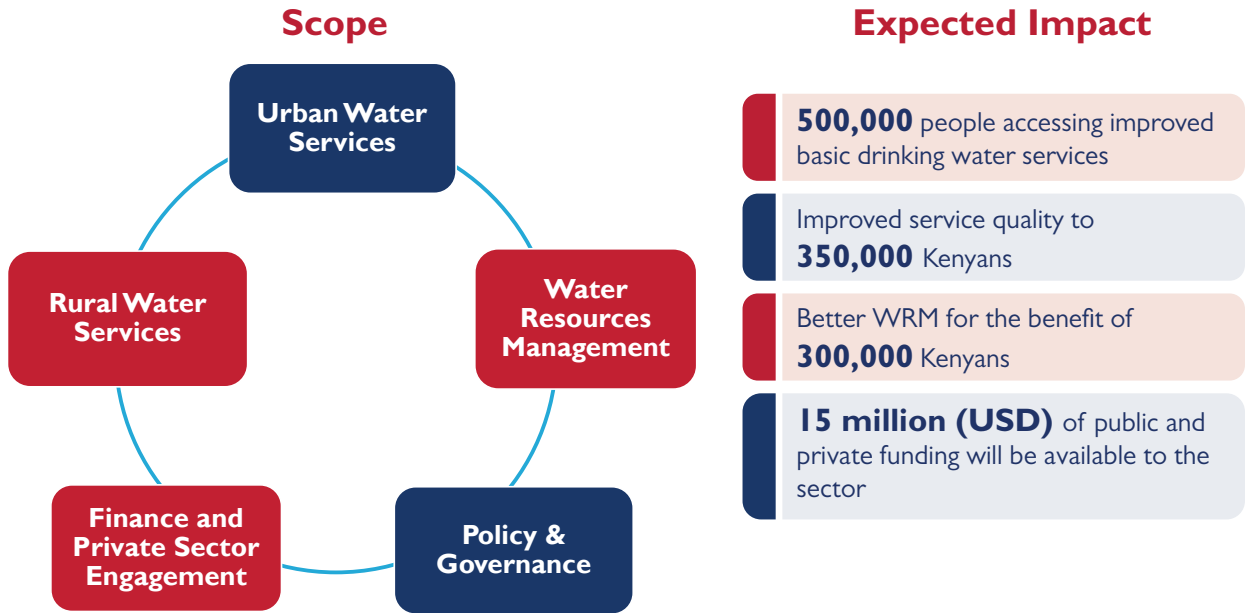 Scope
Urban Water
Services
Rural Water
Services
Water
Resources
Management
Finance and
Private Sector
Engagement
Policy &
Governance
Expected Impact
500,000 people accessing improved
basic drinking water services
Improved service quality to
350,000 Kenyans
Better WRM for the benefit of
300,000 Kenyans
15 million (USD) of public and
private funding will be available to the
sector